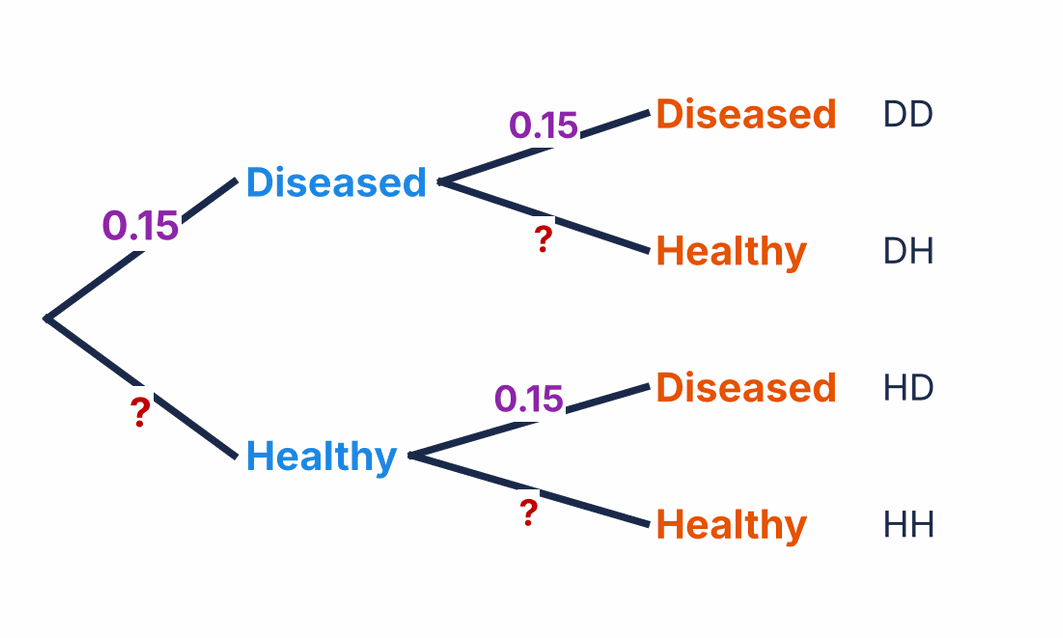 0.15
Diseased DD
Diseased
0.15
?
Healthy DH
0.15
Diseased HD
?
Healthy
?
Healthy HH